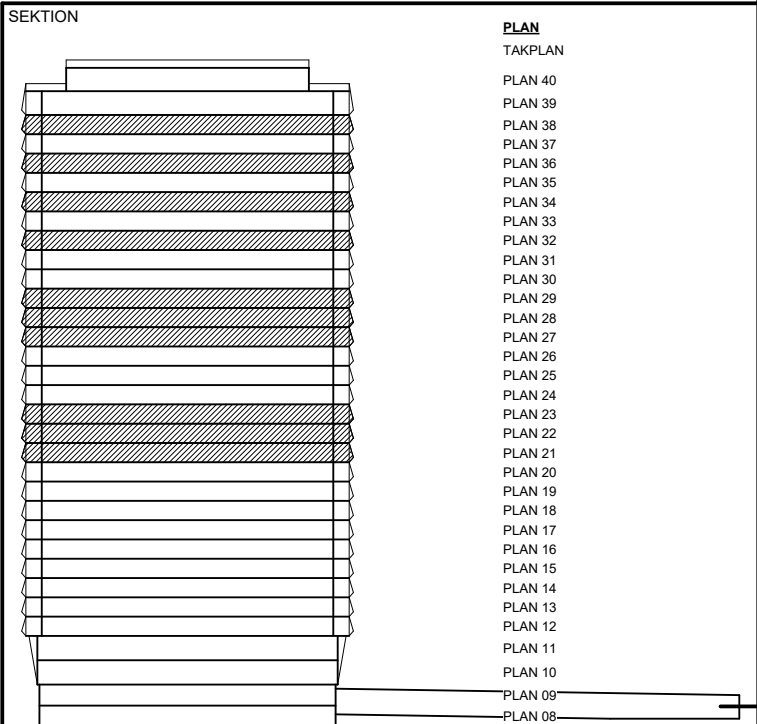 SEKTION
PLAN
TAKPLAN
PLAN 40
PLAN 39
PLAN 38
PLAN 37
PLAN 36
PLAN 35
PLAN 34
PLAN 33
PLAN 32
PLAN 31
PLAN 30
PLAN 29
PLAN 28
PLAN 27
PLAN 26
PLAN 25
PLAN 24
PLAN 23
PLAN 22
PLAN 21
PLAN 20
PLAN 19
PLAN 18
PLAN 17
PLAN 16
PLAN 15
PLAN 14
PLAN 13
PLAN 12
PLAN 11
PLAN 10
PLAN 09
PLAN 08